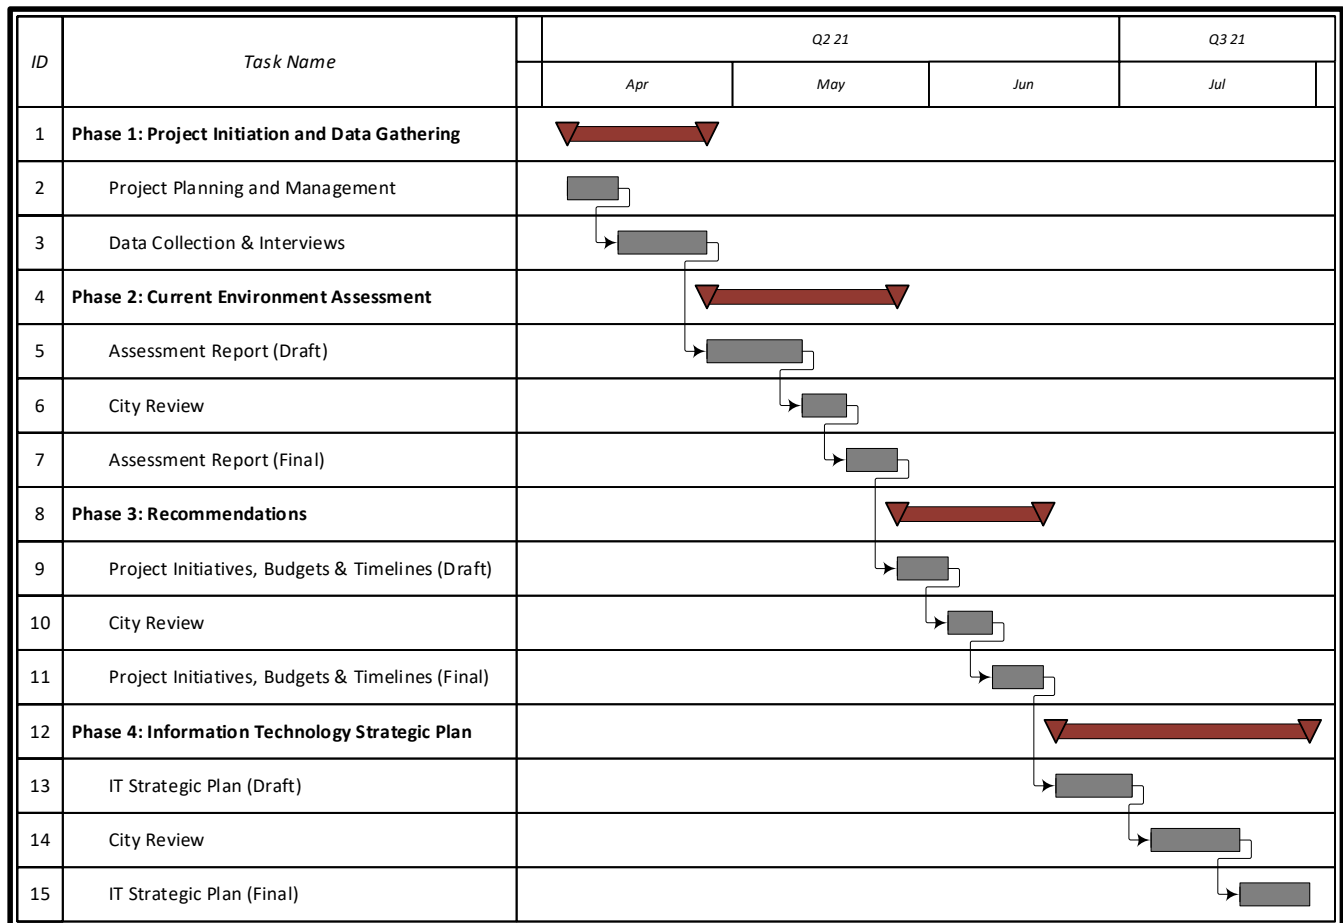 ID
Task Name
Q2 21
Q3 21
Apr
May
Jun
Jul
1
Phase 1: Project Initiation and Data Gathering
2
Project Planning and Management
3
Data Collection & Interviews
4
Phase 2: Current Environment Assessment
5
Assessment Report (Draft)
6
City Review
7
Assessment Report (Final)
8
Phase 3: Recommendations
9
Project Initiatives, Budgets & Timelines (Draft)
10
City Review
11
Project Initiatives, Budgets & Timelines (Final)
12
Phase 4: Information Technology Strategic Plan
13
IT Strategic Plan (Draft)
14
City Review
15
IT Strategic Plan (Final)